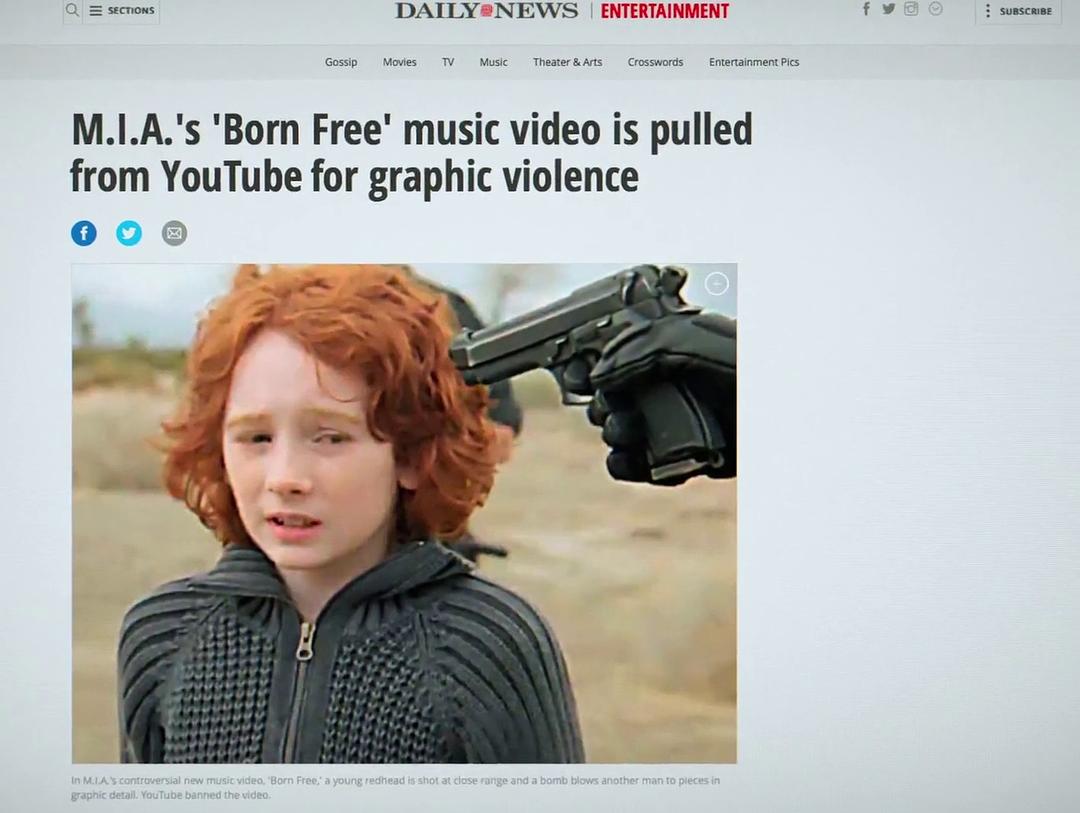 SECTIONS
DAILY NEWS | ENTERTAINMENT
SUBSCRIBE
Gossip Movies TV Music Theater & Arts Crosswords Entertainment Pics
M.I.A.'s 'Born Free' music video is pulled
from YouTube for graphic violence
In M.I.A.'s controversial new music video, 'Born Free,' a young redhead is shot at close range and a bomb blows another man to pieces in
graphic detail. YouTube banned the video.